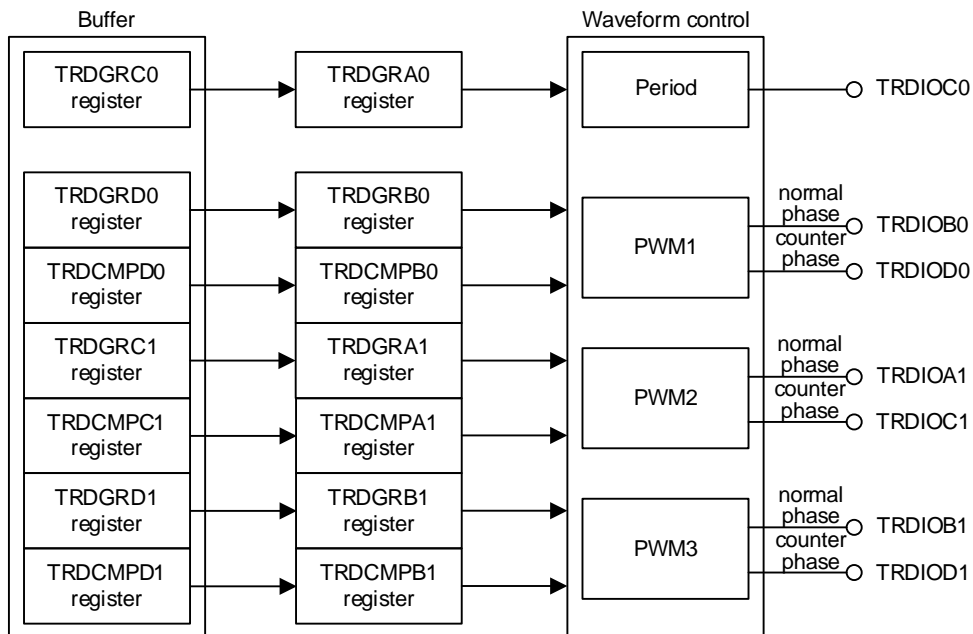 Buffer
Waveform control
TRDGRC0
register
TRDGRA0
register
Period
TRDIOC0
TRDGRD0
register
TRDGRB0
register
TRDCMPD0
register
TRDCMPB0
register
PWM1
normal
phase
counter
phase
TRDIOB0
TRDIOD0
TRDGRC1
register
TRDGRA1
register
TRDCMPC1
register
TRDCMPA1
register
PWM2
normal
phase
counter
phase
TRDIOA1
TRDIOC1
TRDGRD1
register
TRDGRB1
register
TRDCMPD1
register
TRDCMPB1
register
PWM3
normal
phase
counter
phase
TRDIOB1
TRDIOD1